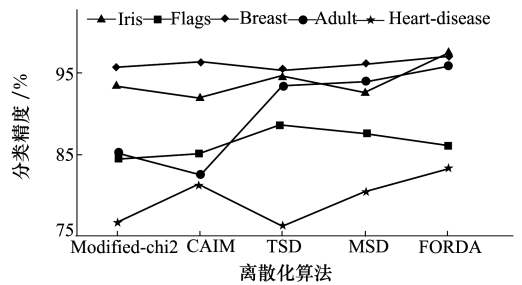 Iris Flags Breast Adult Heart-disease
分类精度/%
95
85
75
Modified-chi2 CAIM TSD MSD FORDA
离散化算法